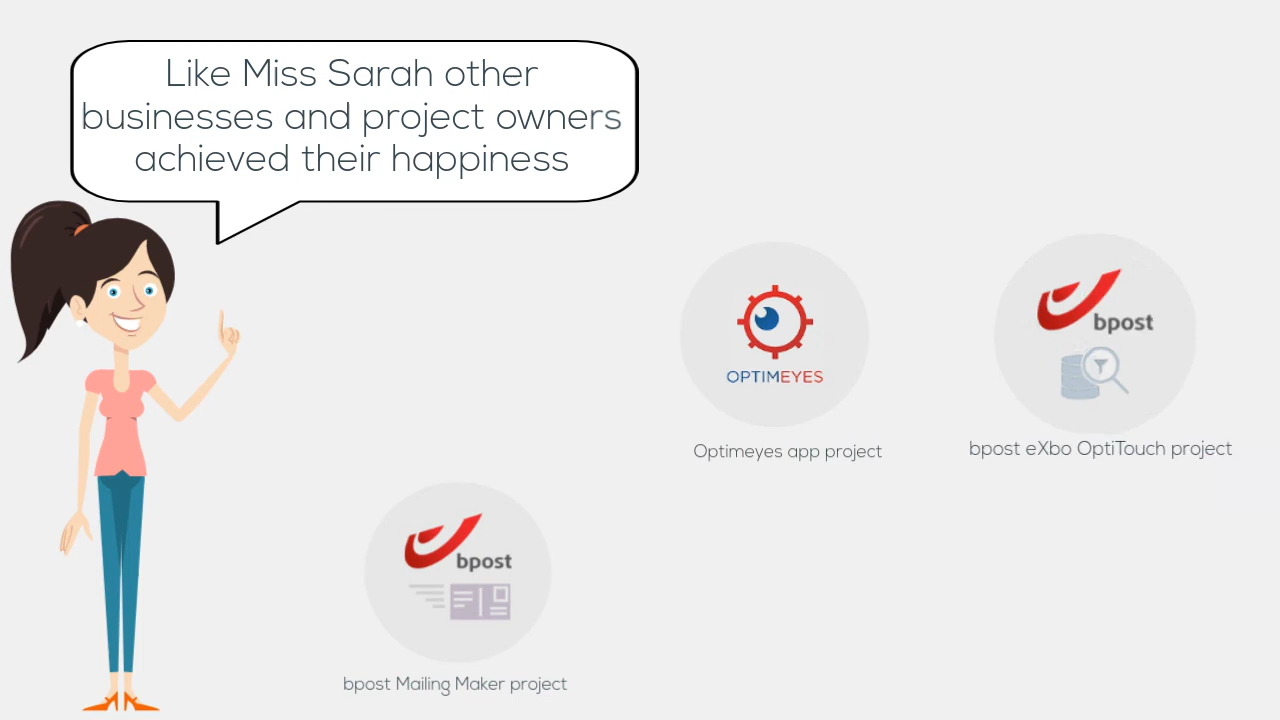 Like Miss Sarah other
businesses and project owners
achieved their happiness
OPTIMEYES
Optimeyes app project
bpost
bpost eXbo OptiTouch project
bpost
bpost Mailing Maker project